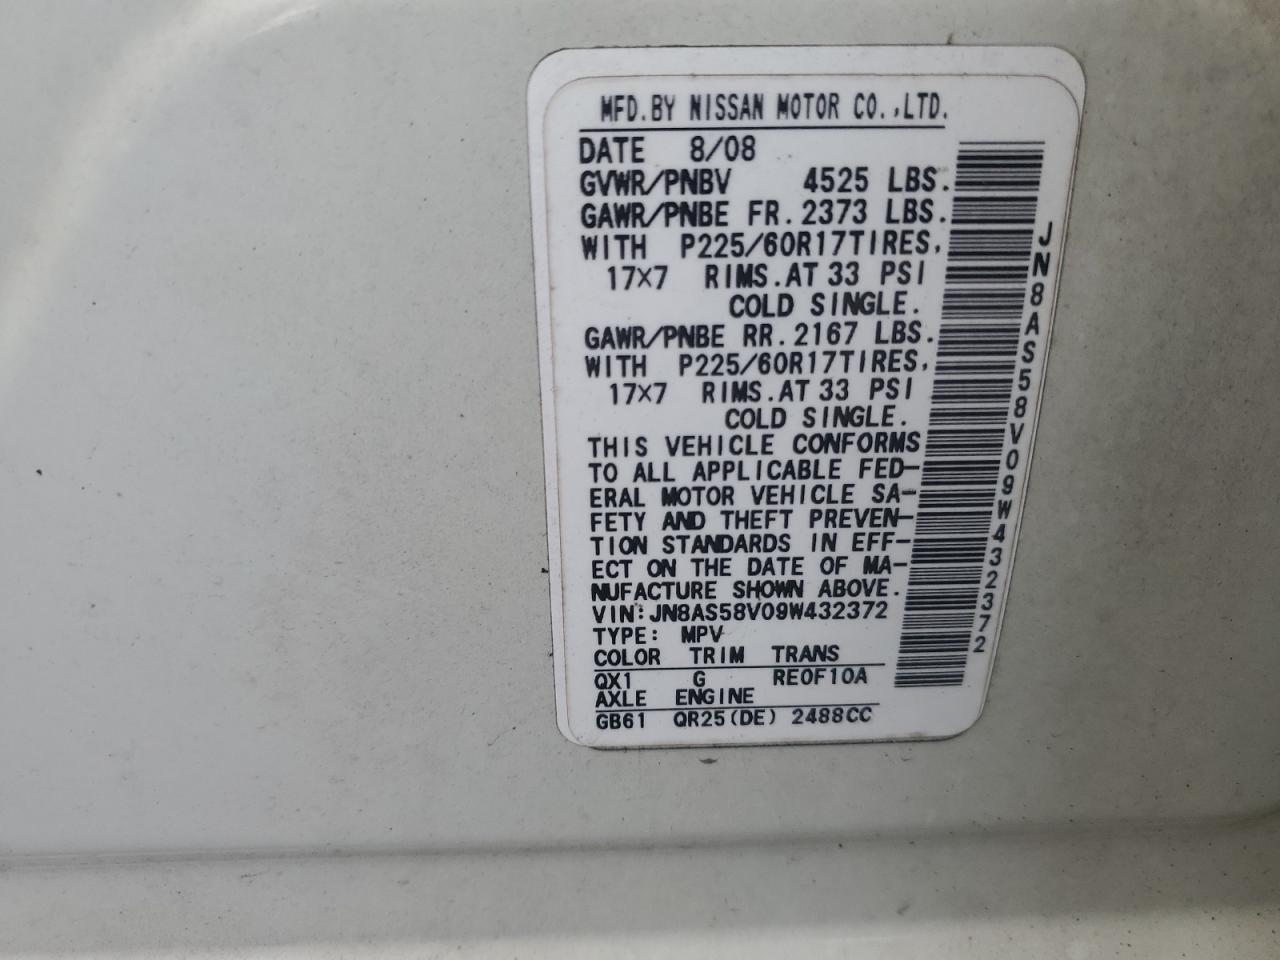 MFD.BY NISSAN MOTOR CO.,LTD.
DATE 8/08
GVWR/PNBV 4525 LBS.
GAWR/PNBE FR.2373 LBS.
WITH P225/60R17TIRES,
17×7 RIMS.AT 33 PSI
COLD SINGLE.
GAWR/PNBE RR.2167 LBS.
WITH P225/60R17TIRES,
17×7 RIMS.AT 33 PSI
COLD SINGLE.
THIS VEHICLE CONFORMS
TO ALL APPLICABLE FED-
ERAL MOTOR VEHICLE SA-
FETY AND THEFT PREVEN-
TION STANDARDS IN EFF-
ECT ON THE DATE OF MA-
NUFACTURE SHOWN ABOVE.
VIN:JN8AS58V09W432372
TYPE: MPV
COLOR TRIM TRANS
QX1 G RE0F10A
AXLE ENGINE
GB61 QR25(DE) 2488CC
JN8AS58V09W432372